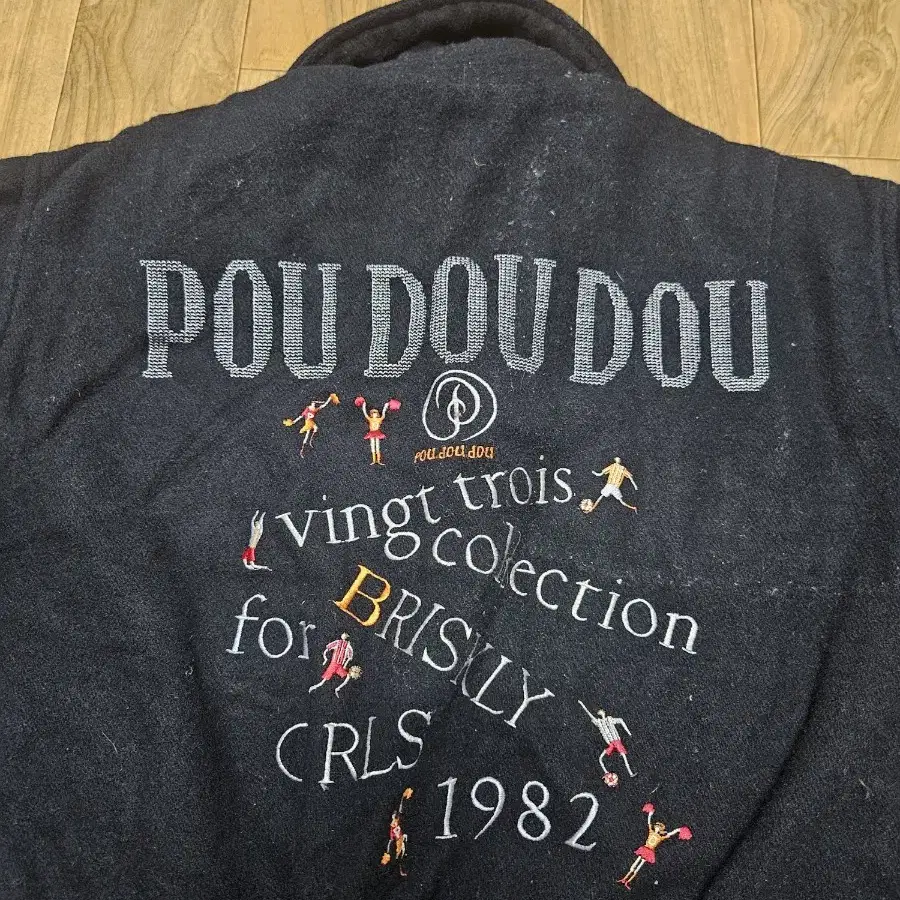 POU DOU DOU
pou dou dou
vingt trois
collection
for BRISKLY
CRLS
1982